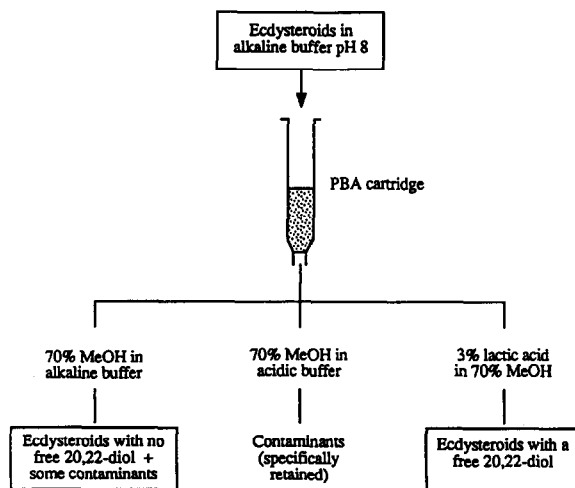 Ecdysteroids in
alkaline buffer pH 8
PBA cartridge
70% MeOH in
alkaline buffer
Ecdysteroids with no
free 20,22-diol +
some contaminants
70% MeOH in
acidic buffer
Contaminants
(specifically
retained)
3% lactic acid
in 70% MeOH
Ecdysteroids with a
free 20,22-diol